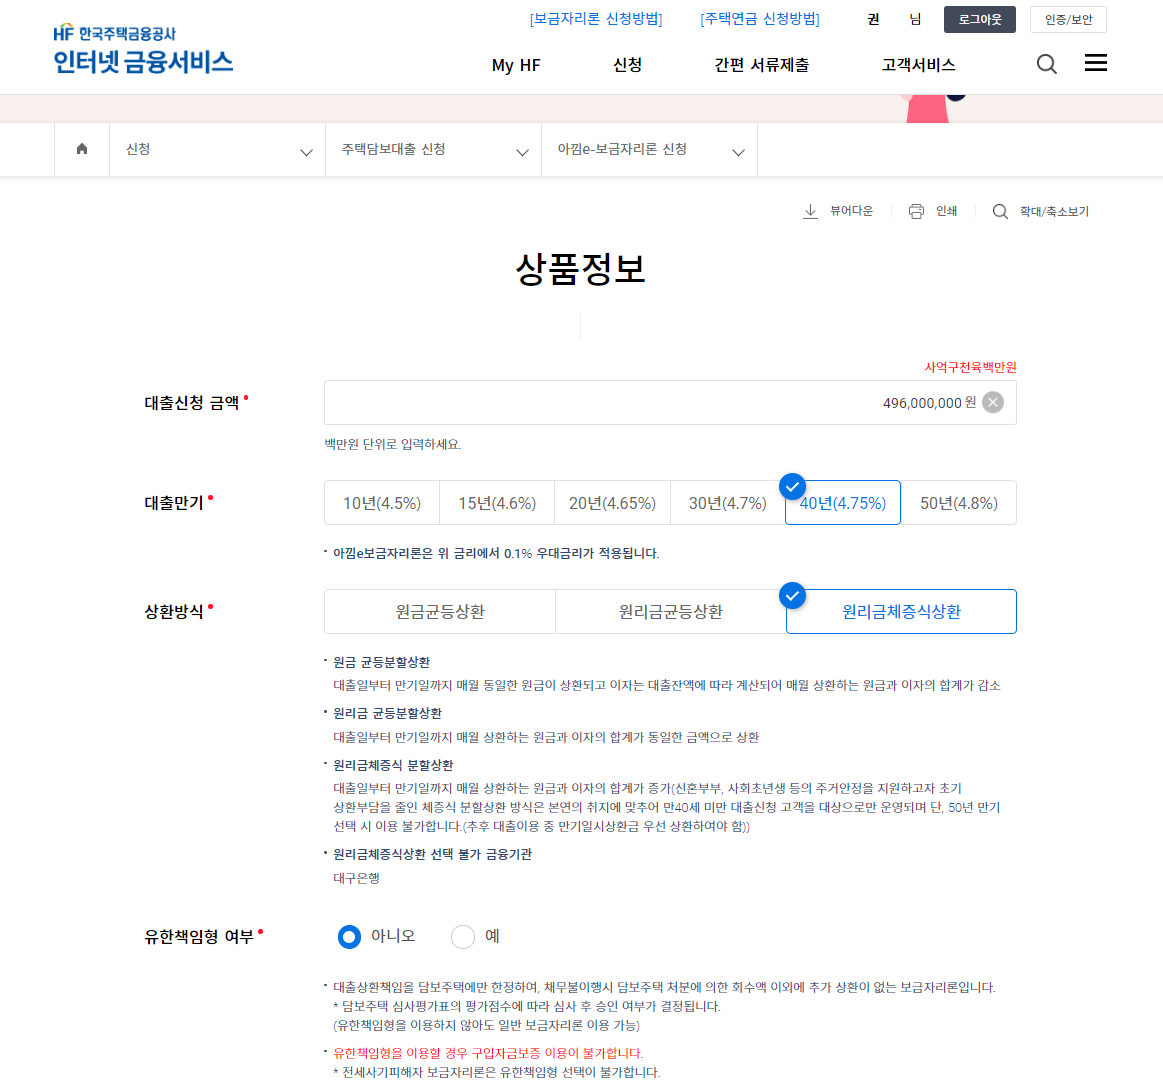 [보금자리론 신청방법] [주택연금 신청방법] 권 님 로그아웃 인증/보안
HF 한국주택금융공사
인터넷 금융서비스
My HF 신청 간편 서류제출 고객서비스
신청 주택담보대출 신청 아낌e-보금자리론 신청
뷰어다운 인쇄 확대/축소보기
상품정보
사억구천육백만원
대출신청 금액 496,000,000 원
백만원 단위로 입력하세요.
대출만기 10년(4.5%) 15년(4.6%) 20년(4.65%) 30년(4.7%) 40년(4.75%) 50년(4.8%)
아낌e보금자리론은 위 금리에서 0.1% 우대금리가 적용됩니다.
상환방식 원금균등상환 원리금균등상환 원리금체증식상환
원금 균등분할상환
대출일부터 만기일까지 매월 동일한 원금이 상환되고 이자는 대출잔액에 따라 계산되어 매월 상환하는 원금과 이자의 합계가 감소
원리금 균등분할상환
대출일부터 만기일까지 매월 상환하는 원금과 이자의 합계가 동일한 금액으로 상환
원리금체증식 분할상환
대출일부터 만기일까지 매월 상환하는 원금과 이자의 합계가 증가(신혼부부, 사회초년생 등의 주거안정을 지원하고자 초기
상환부담을 줄인 체증식 분할상환 방식은 본연의 취지에 맞추어 만40세 미만 대출신청 고객을 대상으로만 운영되며 단, 50년 만기
선택 시 이용 불가합니다.(추후 대출이용 중 만기일시상환금 우선 상환하여야 함))
원리금체증식상환 선택 불가 금융기관
대구은행
유한책임형 여부 아니오 예
대출상환책임을 담보주택에만 한정하여, 채무불이행시 담보주택 처분에 의한 회수액 이외에 추가 상환이 없는 보금자리론입니다.
* 담보주택 심사평가표의 평가점수에 따라 심사 후 승인 여부가 결정됩니다.
(유한책임형을 이용하지 않아도 일반 보금자리론 이용 가능)
유한책임형을 이용할 경우 구입자금보증 이용이 불가합니다.
* 전세사기피해자 보금자리론은 유한책임형 선택이 불가합니다.